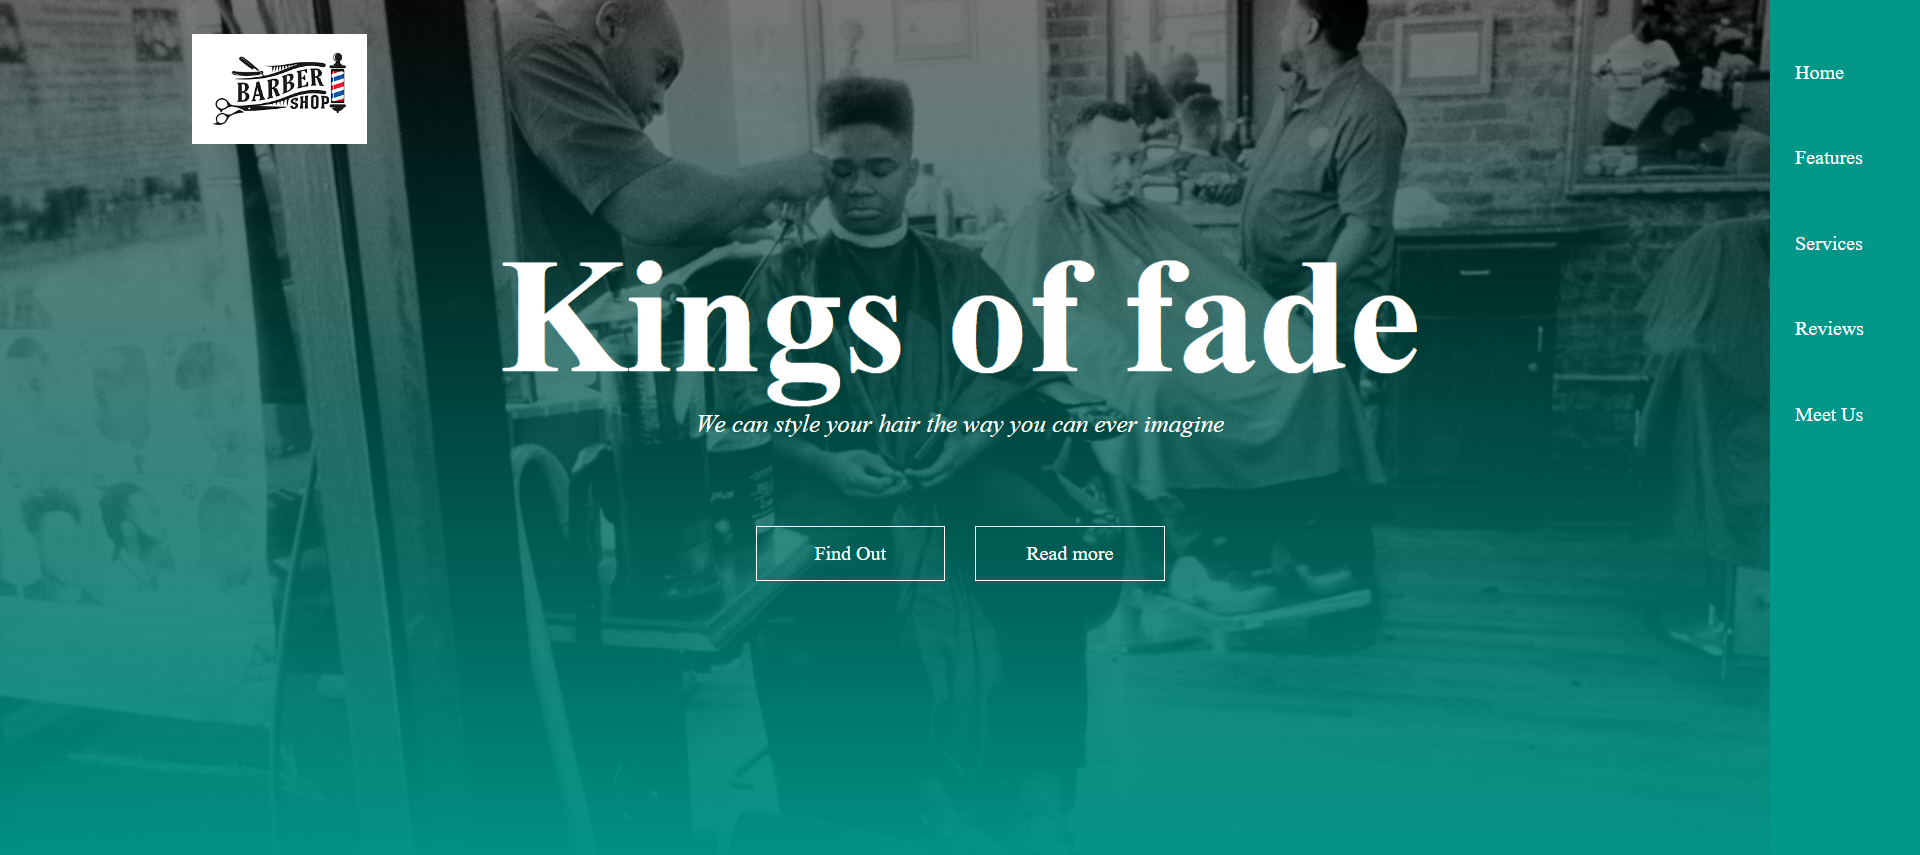 BARBER
SHOP
Home
Features
Services
Reviews
Meet Us
Kings of fade
We can style your hair the way you can ever imagine
plus
Find Out
Read more